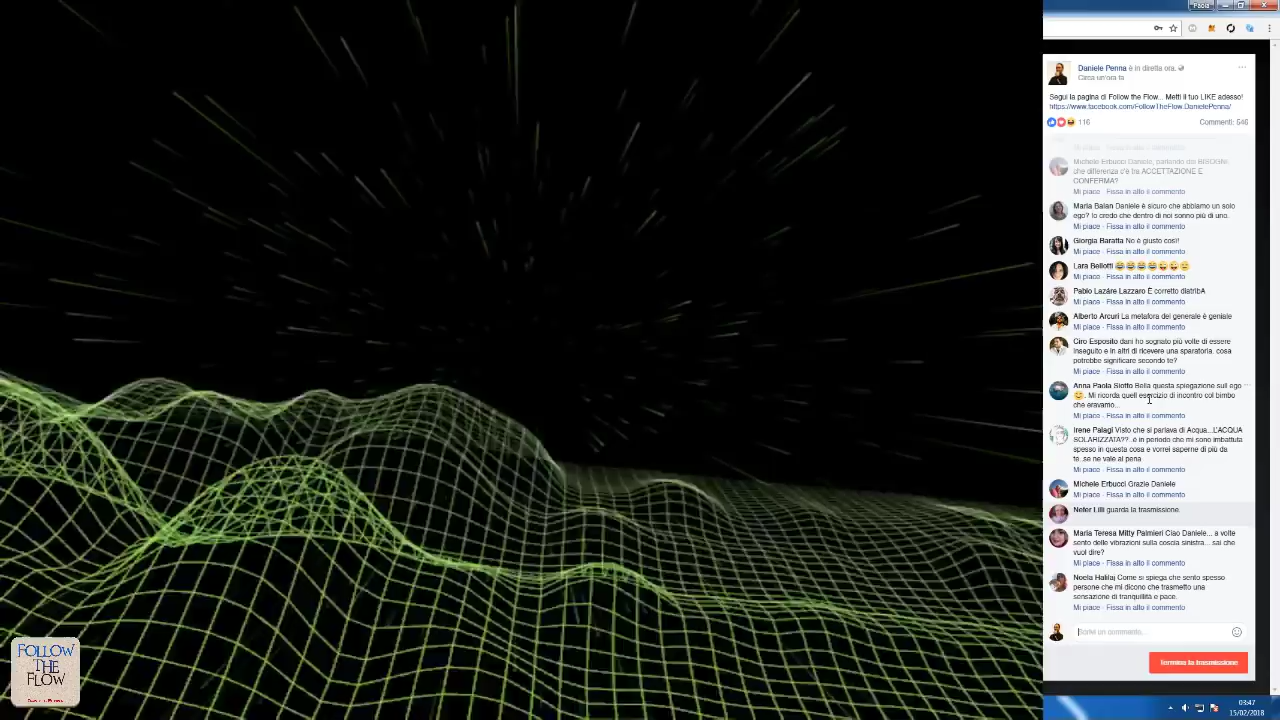 Paola
Daniele Penna è in diretta ora.
Circa un'ora fa
Segui la pagina di Follow the Flow... Metti il tuo LIKE adesso!
https://www.facebook.com/FollowTheFlow.DanielePenna/
116
Commenti: 546
Mi piace · Fissa in alto il commento
Michele Erbucci Daniele, parlando dei BISOGNI,
che differenza c'è tra ACCETTAZIONE E
CONFERMA?
Mi piace · Fissa in alto il commento
Maria Balan Daniele è sicuro che abbiamo un solo
ego? Io credo che dentro di noi sonno più di uno.
Mi piace · Fissa in alto il commento
Giorgia Baratta No è giusto così!
Mi piace · Fissa in alto il commento
Lara Bellotti 😂😂😂😂😜😜😉
Mi piace · Fissa in alto il commento
Pablo Lazáre Lazzaro È corretto diatribA
Mi piace · Fissa in alto il commento
Alberto Arcuri La metafora del generale è geniale
Mi piace · Fissa in alto il commento
Ciro Esposito dani ho sognato più volte di essere
inseguito e in altri di ricevere una sparatoria. cosa
potrebbe significare secondo te?
Mi piace · Fissa in alto il commento
Anna Paola Siotto Bella questa spiegazione sull ego
😉. Mi ricorda quell esercizio di incontro col bimbo
che eravamo...
Mi piace · Fissa in alto il commento
Irene Palagi Visto che si parlava di Acqua...L'ACQUA
SOLARIZZATA?? ..è in periodo che mi sono imbattuta
spesso in questa cosa e vorrei saperne di più da
te..se ne vale al pena
Mi piace · Fissa in alto il commento
Michele Erbucci Grazie Daniele
Mi piace · Fissa in alto il commento
Nefer Lilli guarda la trasmissione.
Maria Teresa Mitty Palmieri Ciao Daniele... a volte
sento delle vibrazioni sulla coscia sinistra... sai che
vuol dire?
Mi piace · Fissa in alto il commento
Noela Halilaj Come si spiega che sento spesso
persone che mi dicono che trasmetto una
sensazione di tranquillità e pace.
Mi piace · Fissa in alto il commento
Scrivi un commento...
Termina la trasmissione
FOLLOW
THE
FLOW
03:47
15/02/2018